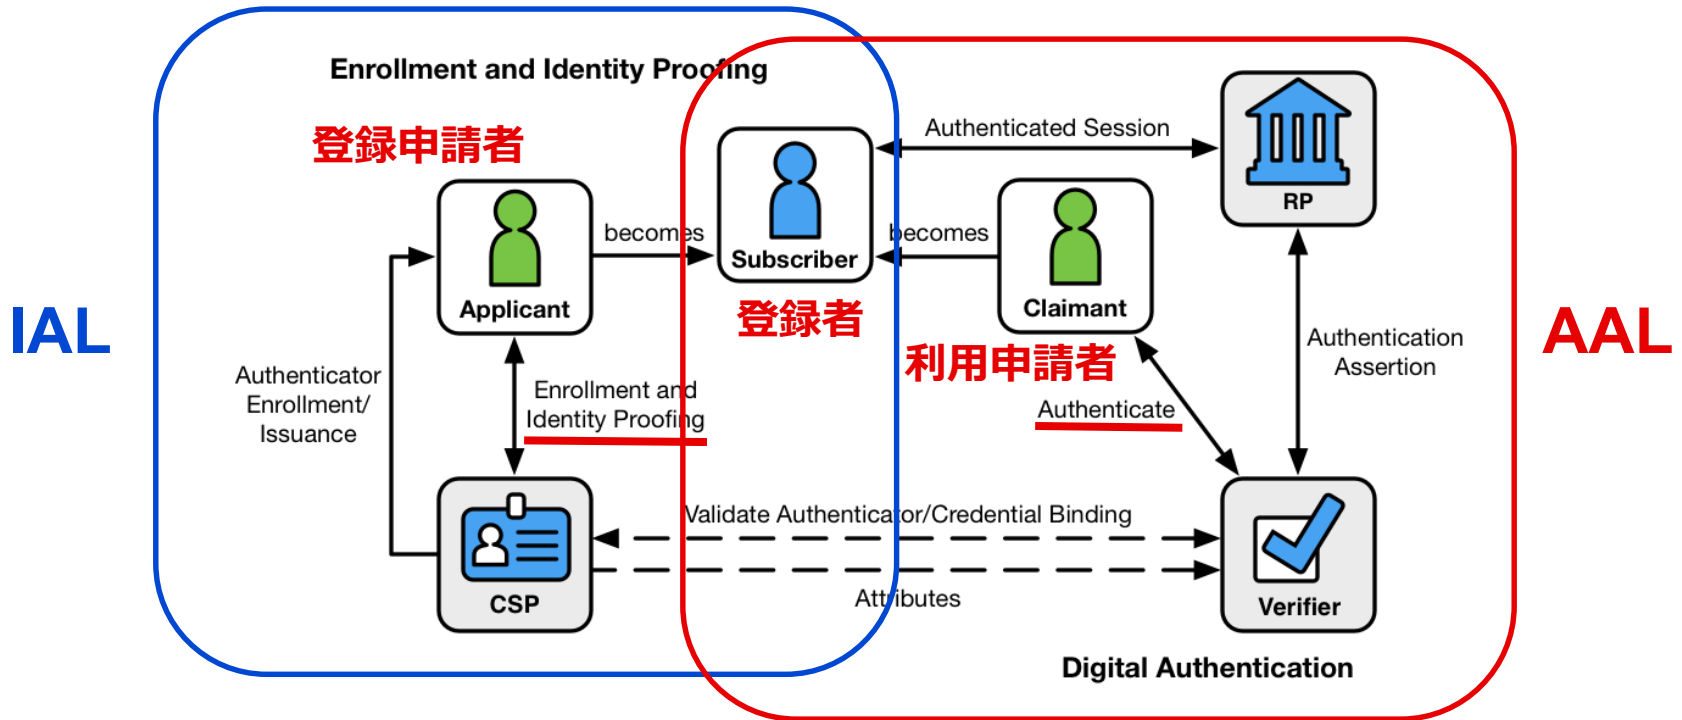 Enrollment and Identity Proofing
登録申請者
Authenticated Session
RP
becomes
Subscriber
becomes
Applicant
登録者
Claimant
利用申請者
IAL
AAL
Authenticator
Enrollment/
Issuance
Enrollment and
Identity Proofing
Authenticate
Authentication
Assertion
Validate Authenticator/Credential Binding
Attributes
CSP
Verifier
Digital Authentication